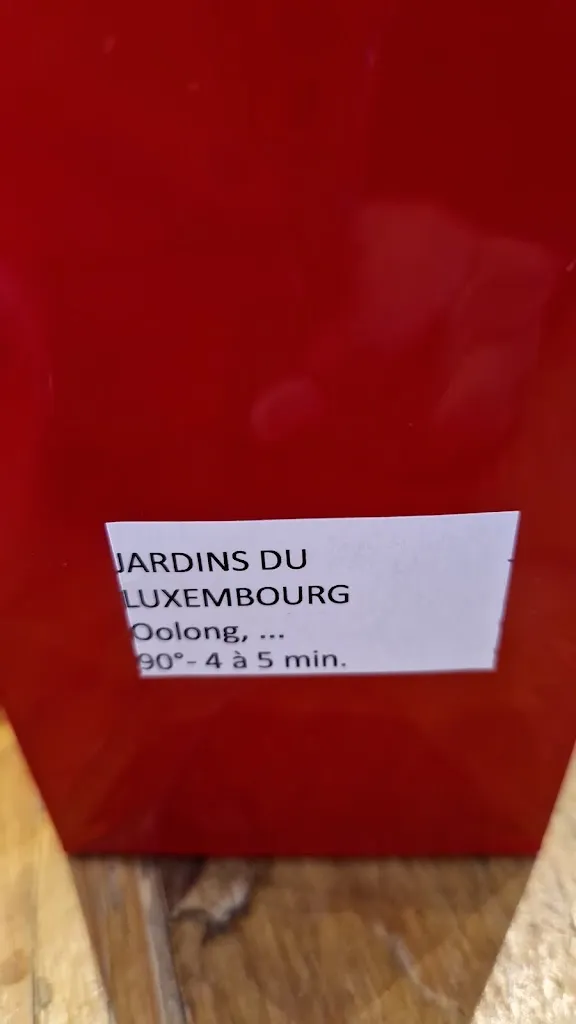 JARDINS DU
LUXEMBOURG
Oolong, ...
90°- 4 à 5 min.